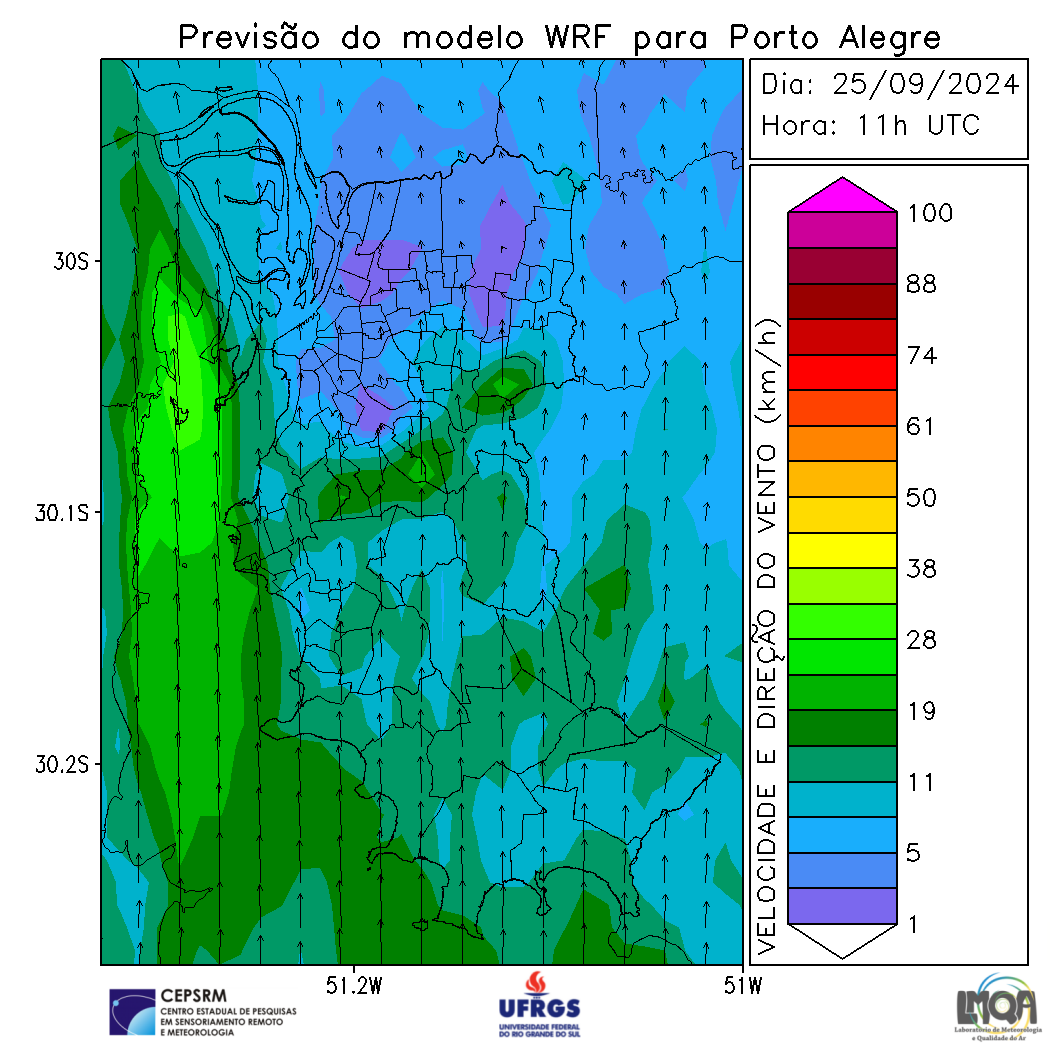 Previsão do modelo WRF para Porto Alegre
Dia: 25/09/2024
Hora: 11h UTC
30S
30.1S
30.2S
51.2W
51W
VELOCIDADE E DIREÇÃO DO VENTO (km/h)
100
88
74
61
50
38
28
19
11
5
1
CEPSRM
CENTRO ESTADUAL DE PESQUISAS
EM SENSORIAMENTO REMOTO
E METEOROLOGIA
UFRGS
UNIVERSIDADE FEDERAL
DO RIO GRANDE DO SUL
LMQA
Laboratório de Meteorologia
e Qualidade do Ar